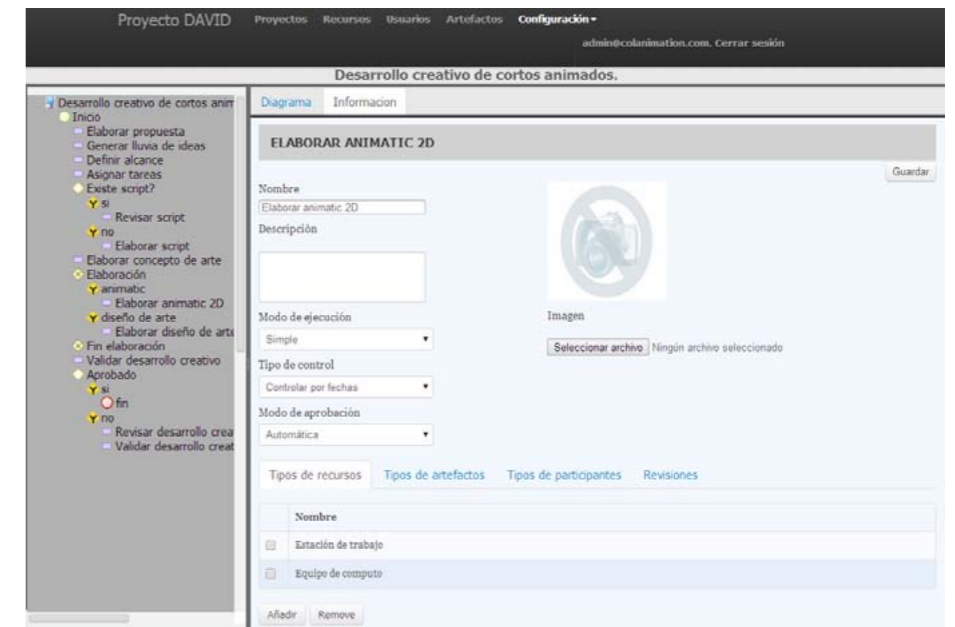 Proyecto DAVID Proyectos Recursos Usuarios Artefactos Configuración
admin@colanimation.com. Cerrar sesión
Desarrollo creativo de cortos animados.
Desarrollo creativo de cortos anim
Inicio
Elaborar propuesta
Generar lluvia de ideas
Definir alcance
Asignar tareas
Existe script?
si
Revisar script
no
Elaborar script
Elaborar concepto de arte
Elaboración
animatic
Elaborar animatic 2D
diseño de arte
Elaborar diseño de arte
Fin elaboración
Validar desarrollo creativo
Aprobado
si
fin
no
Revisar desarrollo crea
Validar desarrollo creat
Diagrama Informacion
ELABORAR ANIMATIC 2D
Guardar
Nombre
Elaborar animatic 2D
Descripción
Modo de ejecución
Simple
Tipo de control
Controlar por fechas
Modo de aprobación
Automática
Imagen
Seleccionar archivo Ningún archivo seleccionado
Tipos de recursos Tipos de artefactos Tipos de participantes Revisiones
Nombre
Estación de trabajo
Equipo de computo
Añadir Remove